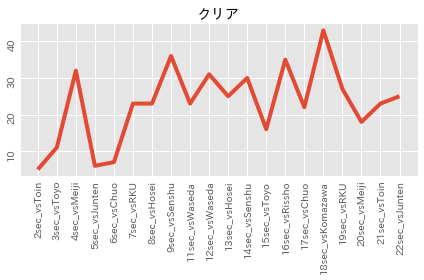 クリア
40
30
20
10
2sec_vsToin
3sec_vsToyo
4sec_vsMeiji
5sec_vsJunten
6sec_vsChuo
7sec_vsRKU
8sec_vsHosei
9sec_vsSenshu
11sec_vsWaseda
12sec_vsWaseda
13sec_vsHosei
14sec_vsSenshu
15sec_vsToyo
16sec_vsRissho
17sec_vsChuo
18sec_vsKomazawa
19sec_vsRKU
20sec_vsMeiji
21sec_vsToin
22sec_vsJunten